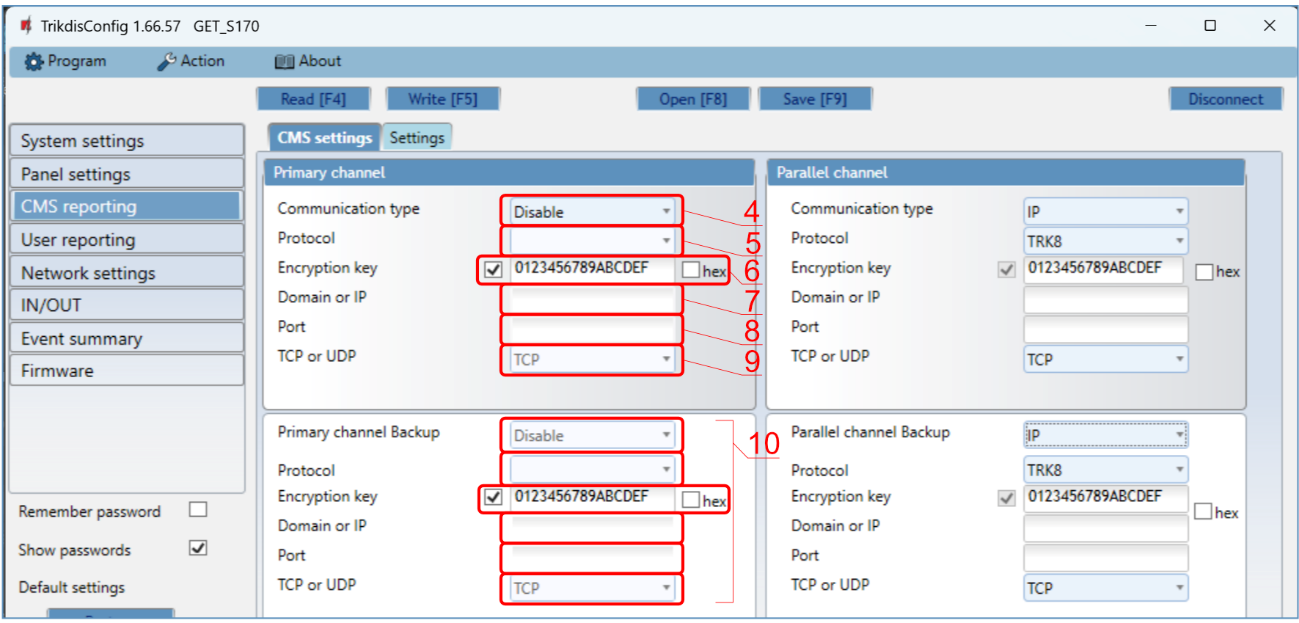 TrikdisConfig 1.66.57 GET_S170
Program Action About
Read [F4] Write [F5] Open [F8] Save [F9] Disconnect
System settings
Panel settings
CMS reporting
User reporting
Network settings
IN/OUT
Event summary
Firmware
Remember password
Show passwords
Default settings
CMS settings Settings
Primary channel
Communication type Disable 4
Protocol 5
Encryption key 0123456789ABCDEF hex 6
Domain or IP 7
Port 8
TCP or UDP TCP 9
Primary channel Backup Disable 10
Protocol
Encryption key 0123456789ABCDEF hex
Domain or IP
Port
TCP or UDP TCP
Parallel channel
Communication type IP
Protocol TRK8
Encryption key 0123456789ABCDEF hex
Domain or IP
Port
TCP or UDP TCP
Parallel channel Backup IP
Protocol TRK8
Encryption key 0123456789ABCDEF hex
Domain or IP
Port
TCP or UDP TCP